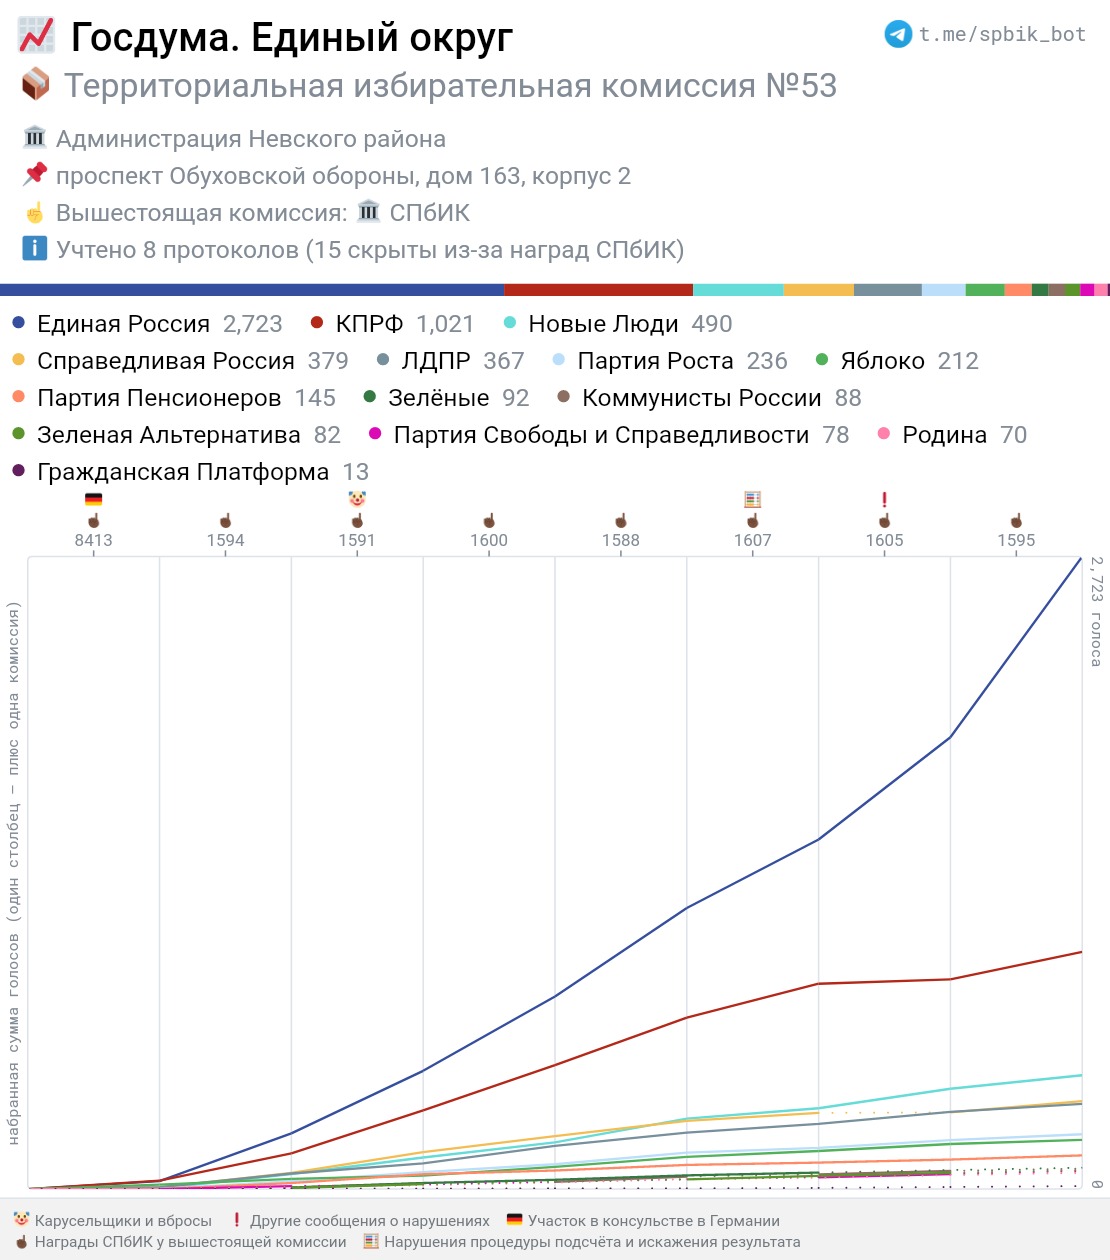 Госдума. Единый округ
t.me/spbik_bot
Территориальная избирательная комиссия №53
Администрация Невского района
проспект Обуховской обороны, дом 163, корпус 2
Вышестоящая комиссия: СПбИК
Учтено 8 протоколов (15 скрыты из-за наград СПбИК)
Единая Россия 2,723 КПРФ 1,021 Новые Люди 490
Справедливая Россия 379 ЛДПР 367 Партия Роста 236 Яблоко 212
Партия Пенсионеров 145 Зелёные 92 Коммунисты России 88
Зеленая Альтернатива 82 Партия Свободы и Справедливости 78 Родина 70
Гражданская Платформа 13
8413 1594 1591 1600 1588 1607 1605 1595
набранная сумма голосов (один столбец — плюс одна комиссия)
2,723 голоса
0
Карусельщики и вбросы Другие сообщения о нарушениях Участок в консульстве в Германии
Награды СПбИК у вышестоящей комиссии Нарушения процедуры подсчёта и искажения результата